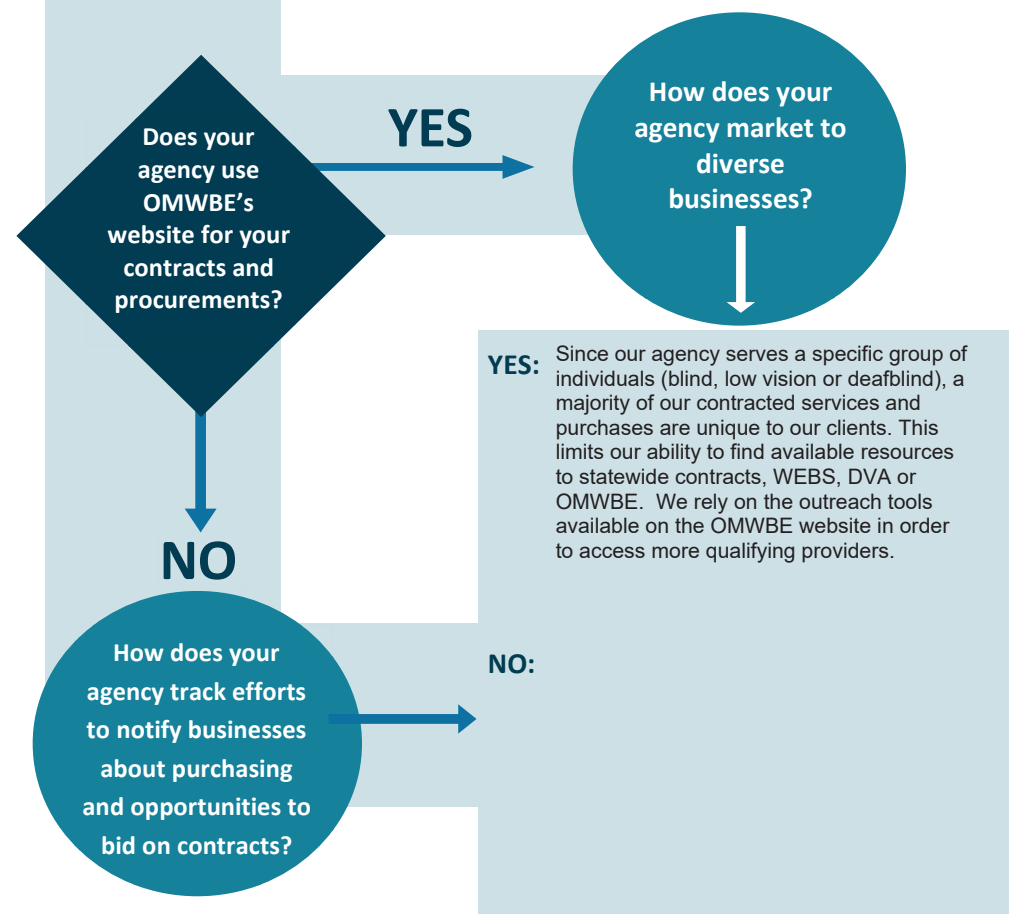 Does your
agency use
OMWBE’s
website for your
contracts and
procurements?
YES
How does your
agency market to
diverse
businesses?
YES:
Since our agency serves a specific group of
individuals (blind, low vision or deafblind), a
majority of our contracted services and
purchases are unique to our clients. This
limits our ability to find available resources
to statewide contracts, WEBS, DVA or
OMWBE.  We rely on the outreach tools
available on the OMWBE website in order
to access more qualifying providers.
NO
How does your
agency track efforts
to notify businesses
about purchasing
and opportunities to
bid on contracts?
NO: